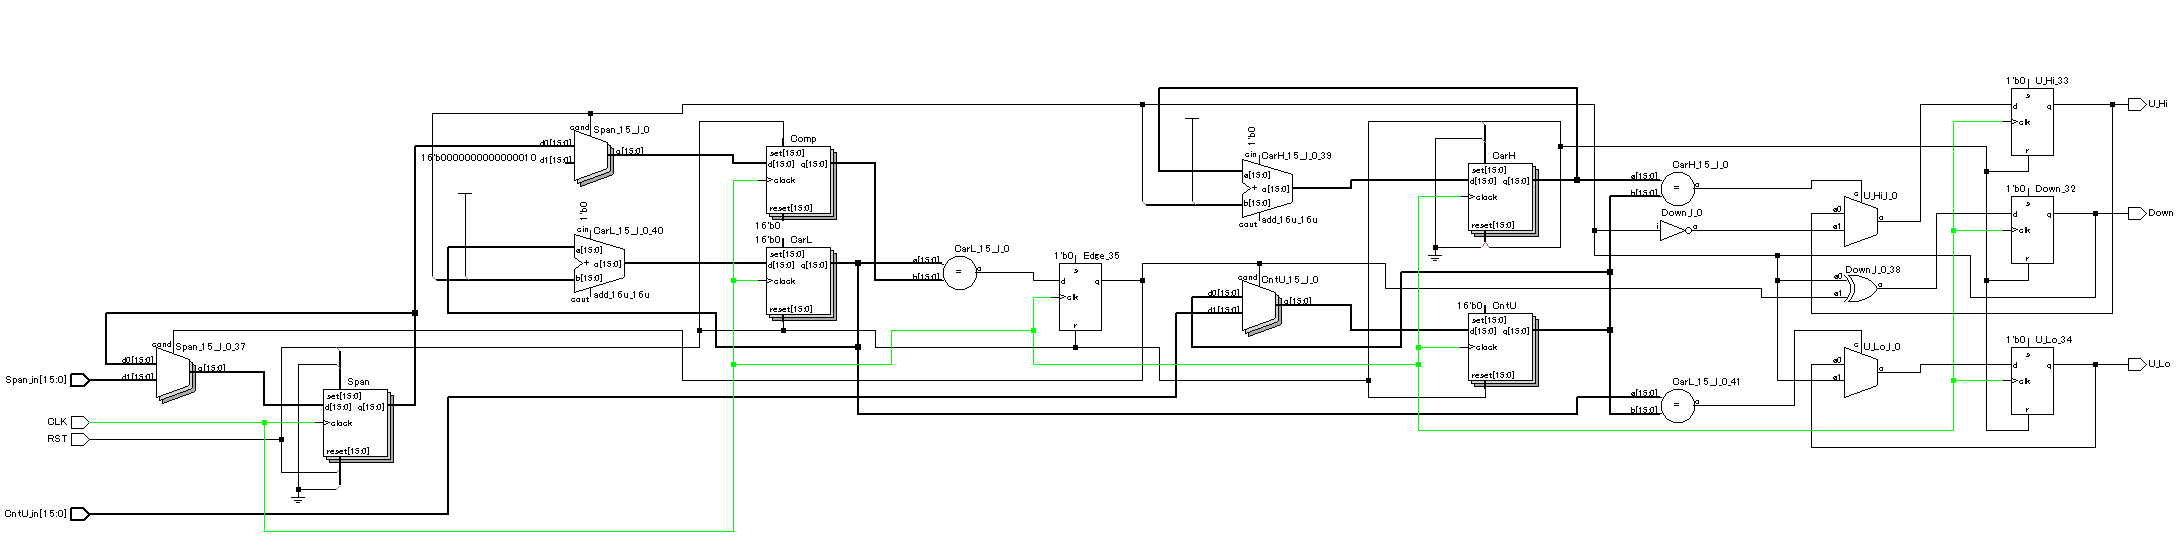 Span_in[15:0]
CLK
RST
CntU_in[15:0]
cand
Span_15_I_0_37
d0[15:0]
d1[15:0]
q[15:0]
Span
set[15:0]
d[15:0] q[15:0]
clock
reset[15:0]
cand
Span_15_I_0
d0[15:0]
16'b0000000000000010 d1[15:0]
q[15:0]
1'b0
cin
CarL_15_I_0_40
a[15:0]
+ o[15:0]
b[15:0]
cout
add_16u_16u
Comp
set[15:0]
d[15:0] q[15:0]
clock
reset[15:0]
16'b0
16'b0
CarL
set[15:0]
d[15:0] q[15:0]
clock
reset[15:0]
CarL_15_I_0
a[15:0]
b[15:0]
=
o
1'b0
Edge_35
s
d q
clk
r
1'b0
cin
CarH_15_I_0_39
a[15:0]
+ o[15:0]
b[15:0]
cout
add_16u_16u
cand
CntU_15_I_0
d0[15:0]
d1[15:0]
q[15:0]
CarH
set[15:0]
d[15:0] q[15:0]
clock
reset[15:0]
16'b0
CntU
set[15:0]
d[15:0] q[15:0]
clock
reset[15:0]
CarH_15_I_0
a[15:0]
b[15:0]
=
o
Down_I_0
i
o
CarL_15_I_0_41
a[15:0]
b[15:0]
=
o
c
U_Hi_I_0
a0
a1
o
Down_I_0_38
a0
a1
o
c
U_Lo_I_0
a0
a1
o
1'b0
U_Hi_33
s
d q
clk
r
1'b0
Down_32
s
d q
clk
r
1'b0
U_Lo_34
s
d q
clk
r
U_Hi
Down
U_Lo